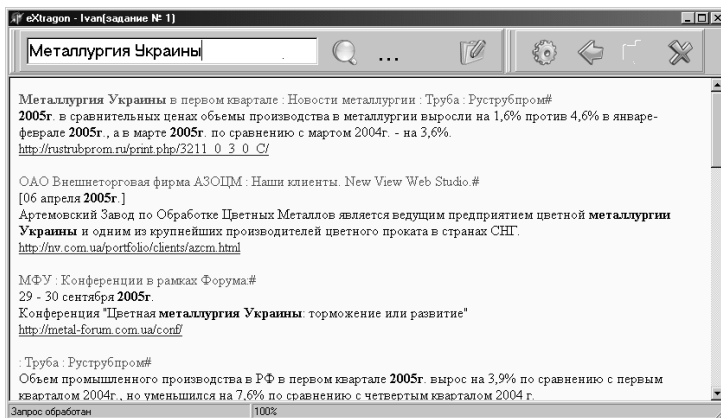 eXtragon - Ivan(задание № 1)
Металлургия Украины
...
Металлургия Украины в первом квартале : Новости металлургии : Труба : Руструбпром#
2005г. в сравнительных ценах объемы производства в металлургии выросли на 1,6% против 4,6% в январе-
феврале 2005г., а в марте 2005г. по сравнению с мартом 2004г. - на 3,6%.
http://rustrubprom.ru/print.php/3211_0_3_0_C/
ОАО Внешнеторговая фирма АЗОЦМ : Наши клиенты. New View Web Studio.#
[06 апреля 2005г.]
Артемовский Завод по Обработке Цветных Металлов является ведущим предприятием цветной металлургии
Украины и одним из крупнейших производителей цветного проката в странах СНГ.
http://nv.com.ua/portfolio/clients/azcm.html
МФУ : Конференции в рамках Форума:#
29 - 30 сентября 2005г.
Конференция "Цветная металлургия Украины: торможение или развитие"
http://metal-forum.com.ua/conf/
: Труба : Руструбпром#
Объем промышленного производства в РФ в первом квартале 2005г. вырос на 3,9% по сравнению с первым
кварталом 2004г., но уменьшился на 7,6% по сравнению с четвертым кварталом 2004 г.
Запрос обработан 100%